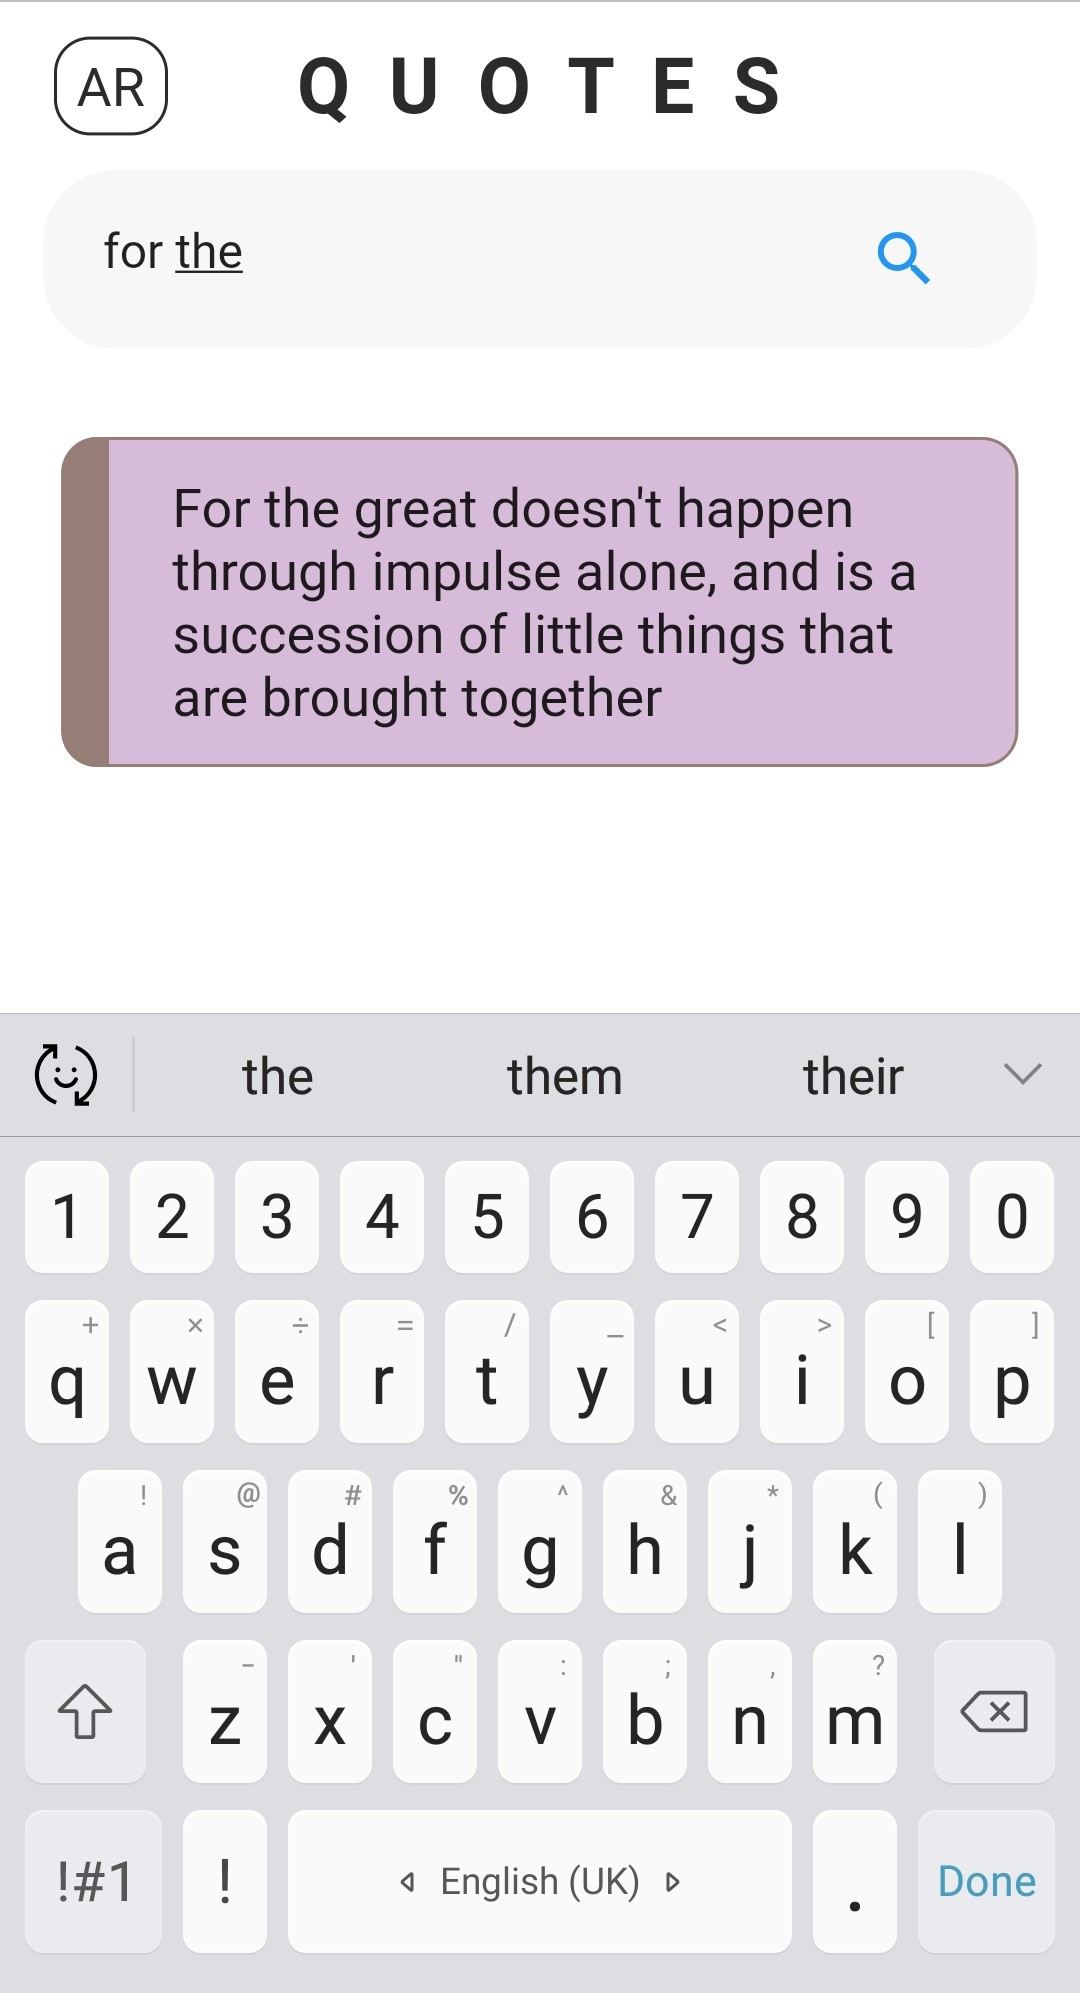 AR
QUOTES
for the
For the great doesn't happen
through impulse alone, and is a
succession of little things that
are brought together
the them their
1 2 3 4 5 6 7 8 9 0
+ × ÷ = / _ < > [ ]
q w e r t y u i o p
! @ # % ^ & * ( )
a s d f g h j k l
- ' " : ; , ?
z x c v b n m
!#1 ! English (UK) . Done